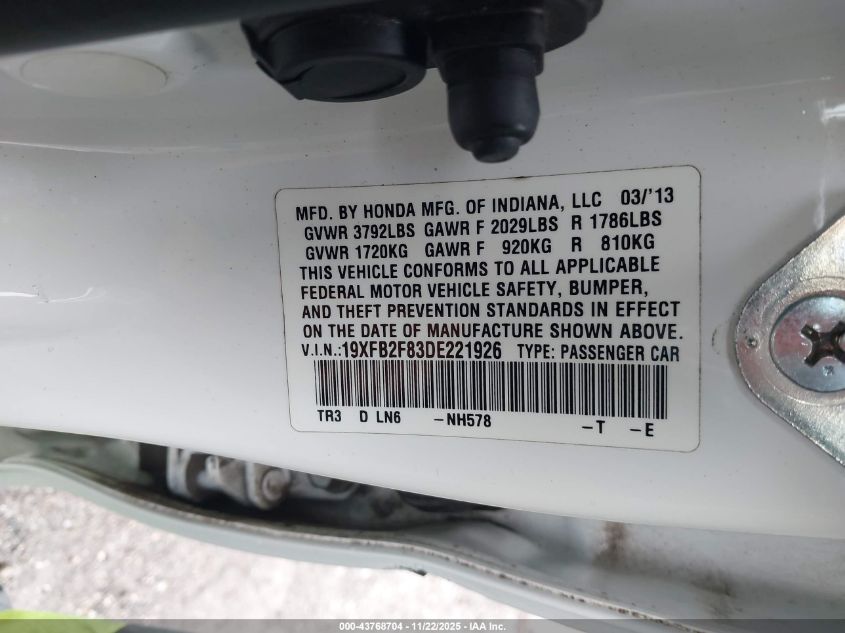 MFD. BY HONDA MFG. OF INDIANA, LLC 03/'13
GVWR 3792LBS GAWR F 2029LBS R 1786LBS
GVWR 1720KG GAWR F 920KG R 810KG
THIS VEHICLE CONFORMS TO ALL APPLICABLE
FEDERAL MOTOR VEHICLE SAFETY, BUMPER,
AND THEFT PREVENTION STANDARDS IN EFFECT
ON THE DATE OF MANUFACTURE SHOWN ABOVE.
V.I.N.:19XFB2F83DE221926 TYPE: PASSENGER CAR
TR3 D LN6 -NH578 -T -E
000-43768704 - 11/22/2025 - IAA Inc.